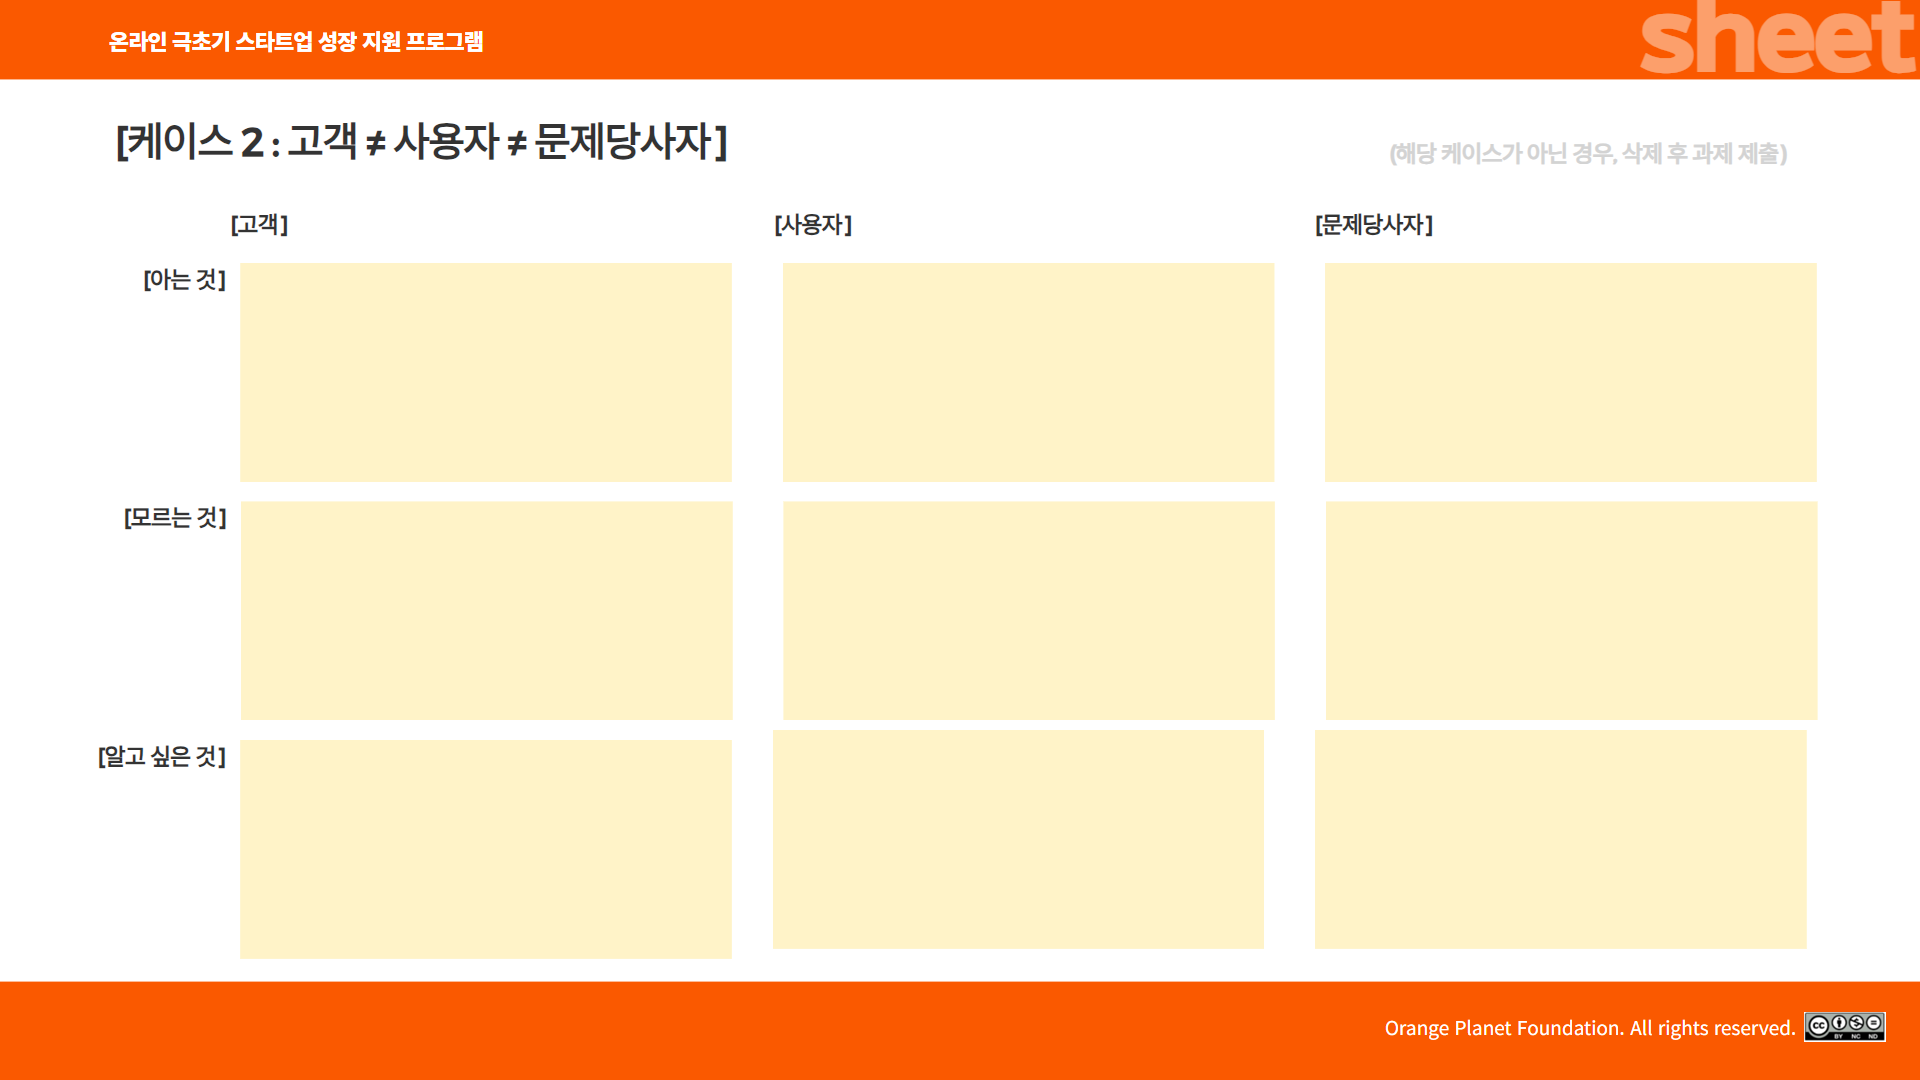 온라인 극초기 스타트업 성장 지원 프로그램
sheet
[케이스 2 : 고객 ≠ 사용자 ≠ 문제당사자]
(해당 케이스가 아닌 경우, 삭제 후 과제 제출)
[고객]
[사용자]
[문제당사자]
[아는 것]
[모르는 것]
[알고 싶은 것]
Orange Planet Foundation. All rights reserved.
cc
BY NC ND